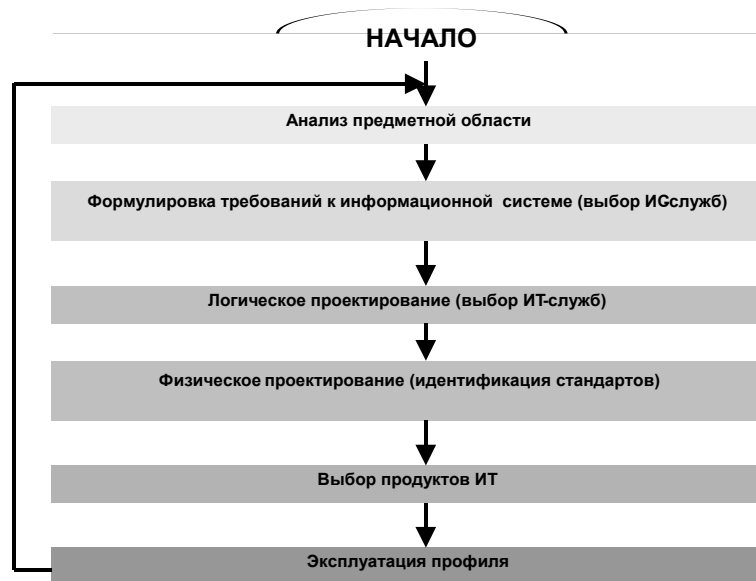 НАЧАЛО
Анализ предметной области
Формулировка требований к информационной системе (выбор ИСслужб)
Логическое проектирование (выбор ИТ-служб)
Физическое проектирование (идентификация стандартов)
Выбор продуктов ИТ
Эксплуатация профиля